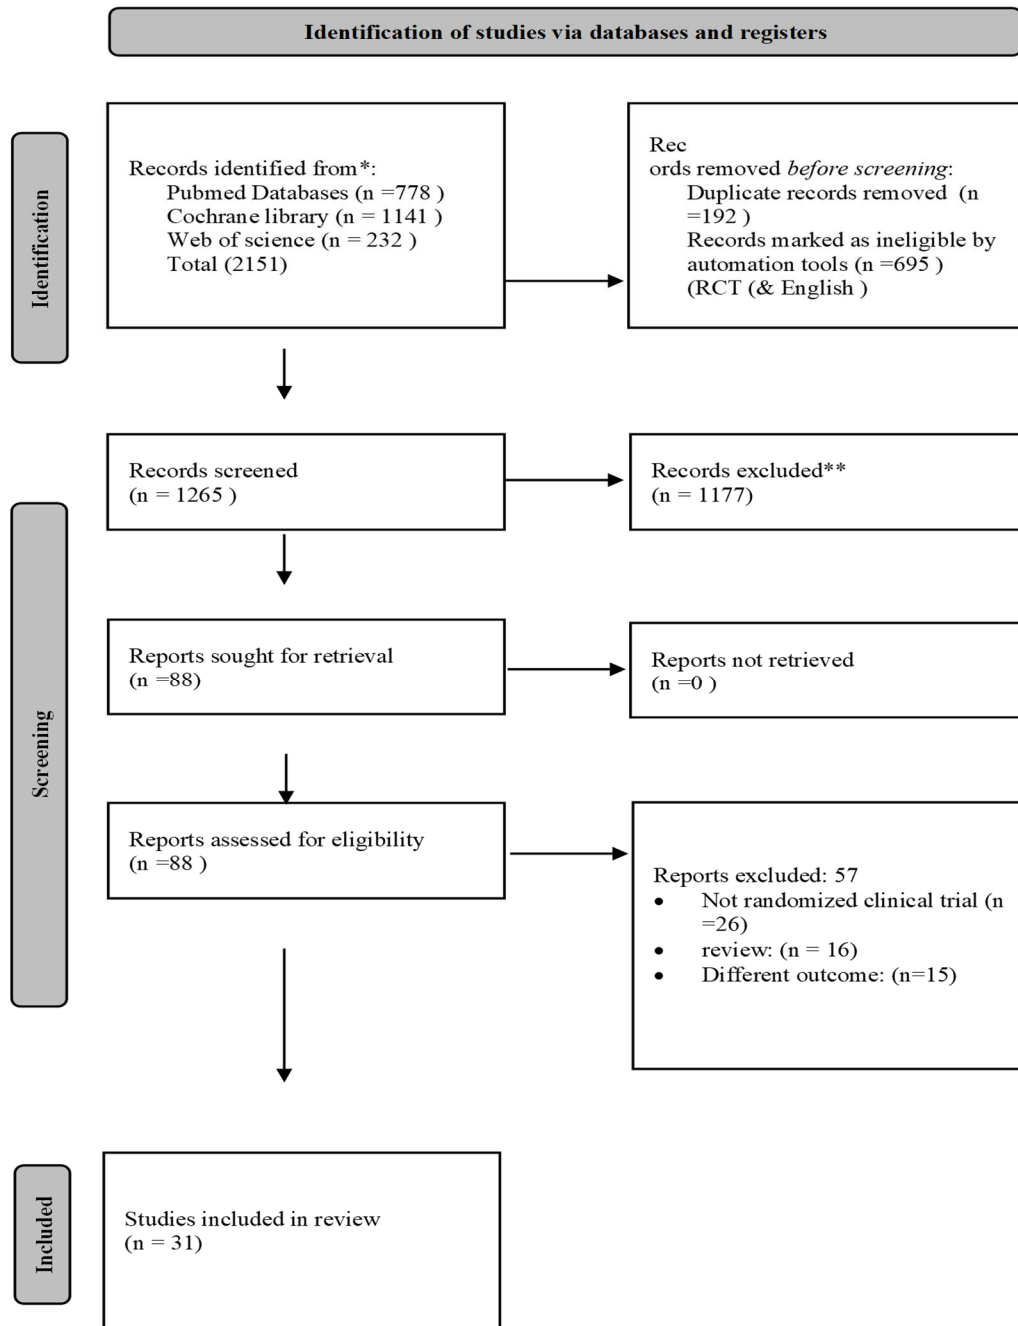 Identification of studies via databases and registers
Identification
Records identified from*:
Pubmed Databases (n =778 )
Cochrane library (n = 1141 )
Web of science (n = 232 )
Total (2151)
Rec
ords removed before screening:
Duplicate records removed (n
=192 )
Records marked as ineligible by
automation tools (n =695 )
(RCT (& English )
Screening
Records screened
(n = 1265 )
Records excluded**
(n = 1177)
Reports sought for retrieval
(n =88)
Reports not retrieved
(n =0 )
Reports assessed for eligibility
(n =88 )
Reports excluded: 57
• Not randomized clinical trial (n
=26)
• review: (n = 16)
• Different outcome: (n=15)
Included
Studies included in review
(n = 31)